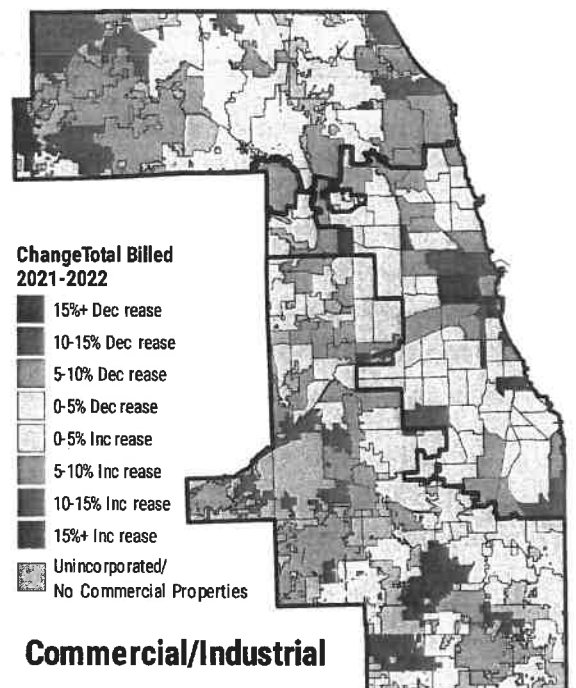 ChangeTotal Billed
2021-2022
15%+ Dec rease
10-15% Dec rease
5-10% Dec rease
0-5% Dec rease
0-5% Inc rease
5-10% Inc rease
10-15% Inc rease
15%+ Inc rease
Unincorporated/
No Commercial Properties
Commercial/Industrial